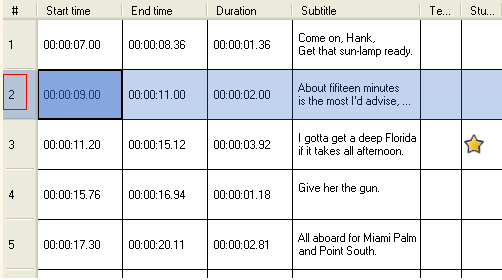 # Start time End time Duration Subtitle Te... Stu...
1 00:00:07.00 00:00:08.36 00:00:01.36 Come on, Hank,
Get that sun-lamp ready.
2 00:00:09.00 00:00:11.00 00:00:02.00 About fifiteen minutes
is the most I'd advise, ...
3 00:00:11.20 00:00:15.12 00:00:03.92 I gotta get a deep Florida
if it takes all afternoon.
4 00:00:15.76 00:00:16.94 00:00:01.18 Give her the gun.
5 00:00:17.30 00:00:20.11 00:00:02.81 All aboard for Miami Palm
and Point South.